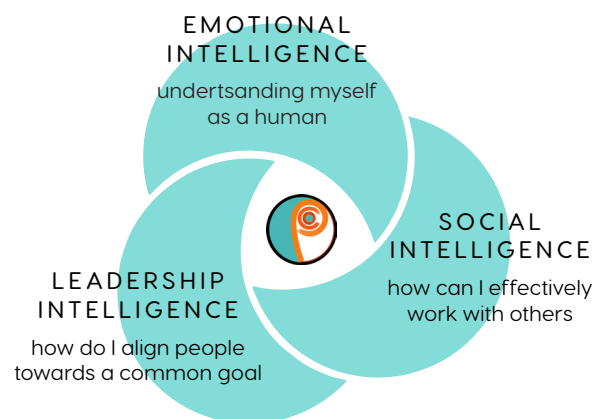 EMOTIONAL
INTELLIGENCE
undertsanding myself
as a human
SOCIAL
INTELLIGENCE
how can I effectively
work with others
LEADERSHIP
INTELLIGENCE
how do I align people
towards a common goal